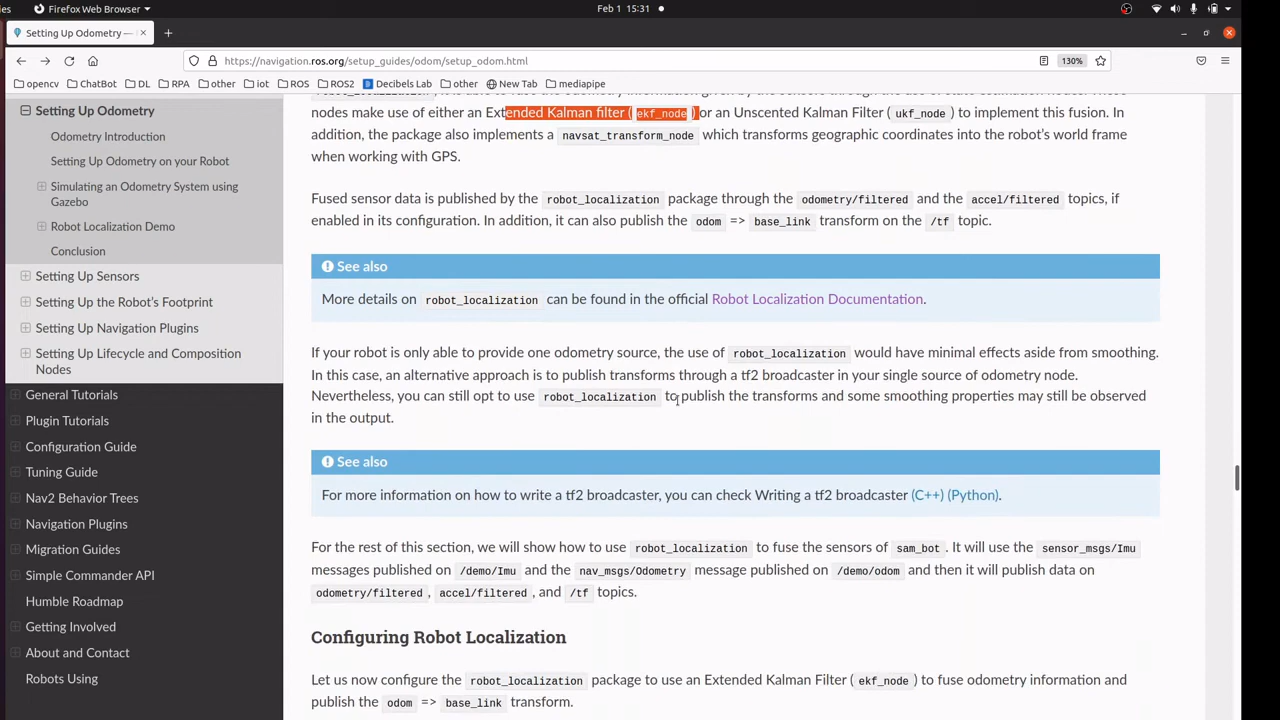 es
Firefox Web Browser
Feb 1 15:31
Setting Up Odometry —
https://navigation.ros.org/setup_guides/odom/setup_odom.html
130%
opencv ChatBot DL RPA other iot ROS ROS2 Decibels Lab other New Tab mediapipe
Setting Up Odometry
Odometry Introduction
Setting Up Odometry on your Robot
Simulating an Odometry System using
Gazebo
Robot Localization Demo
Conclusion
Setting Up Sensors
Setting Up the Robot's Footprint
Setting Up Navigation Plugins
Setting Up Lifecycle and Composition
Nodes
General Tutorials
Plugin Tutorials
Configuration Guide
Tuning Guide
Nav2 Behavior Trees
Navigation Plugins
Migration Guides
Simple Commander API
Humble Roadmap
Getting Involved
About and Contact
Robots Using
nodes make use of either an Extended Kalman filter ( ekf_node ) or an Unscented Kalman Filter ( ukf_node ) to implement this fusion. In
addition, the package also implements a navsat_transform_node which transforms geographic coordinates into the robot's world frame
when working with GPS.
Fused sensor data is published by the robot_localization package through the odometry/filtered and the accel/filtered topics, if
enabled in its configuration. In addition, it can also publish the odom => base_link transform on the /tf topic.
See also
More details on robot_localization can be found in the official Robot Localization Documentation.
If your robot is only able to provide one odometry source, the use of robot_localization would have minimal effects aside from smoothing.
In this case, an alternative approach is to publish transforms through a tf2 broadcaster in your single source of odometry node.
Nevertheless, you can still opt to use robot_localization to publish the transforms and some smoothing properties may still be observed
in the output.
See also
For more information on how to write a tf2 broadcaster, you can check Writing a tf2 broadcaster (C++) (Python).
For the rest of this section, we will show how to use robot_localization to fuse the sensors of sam_bot . It will use the sensor_msgs/Imu
messages published on /demo/Imu and the nav_msgs/Odometry message published on /demo/odom and then it will publish data on
odometry/filtered , accel/filtered , and /tf topics.
Configuring Robot Localization
Let us now configure the robot_localization package to use an Extended Kalman Filter ( ekf_node ) to fuse odometry information and
publish the odom => base_link transform.